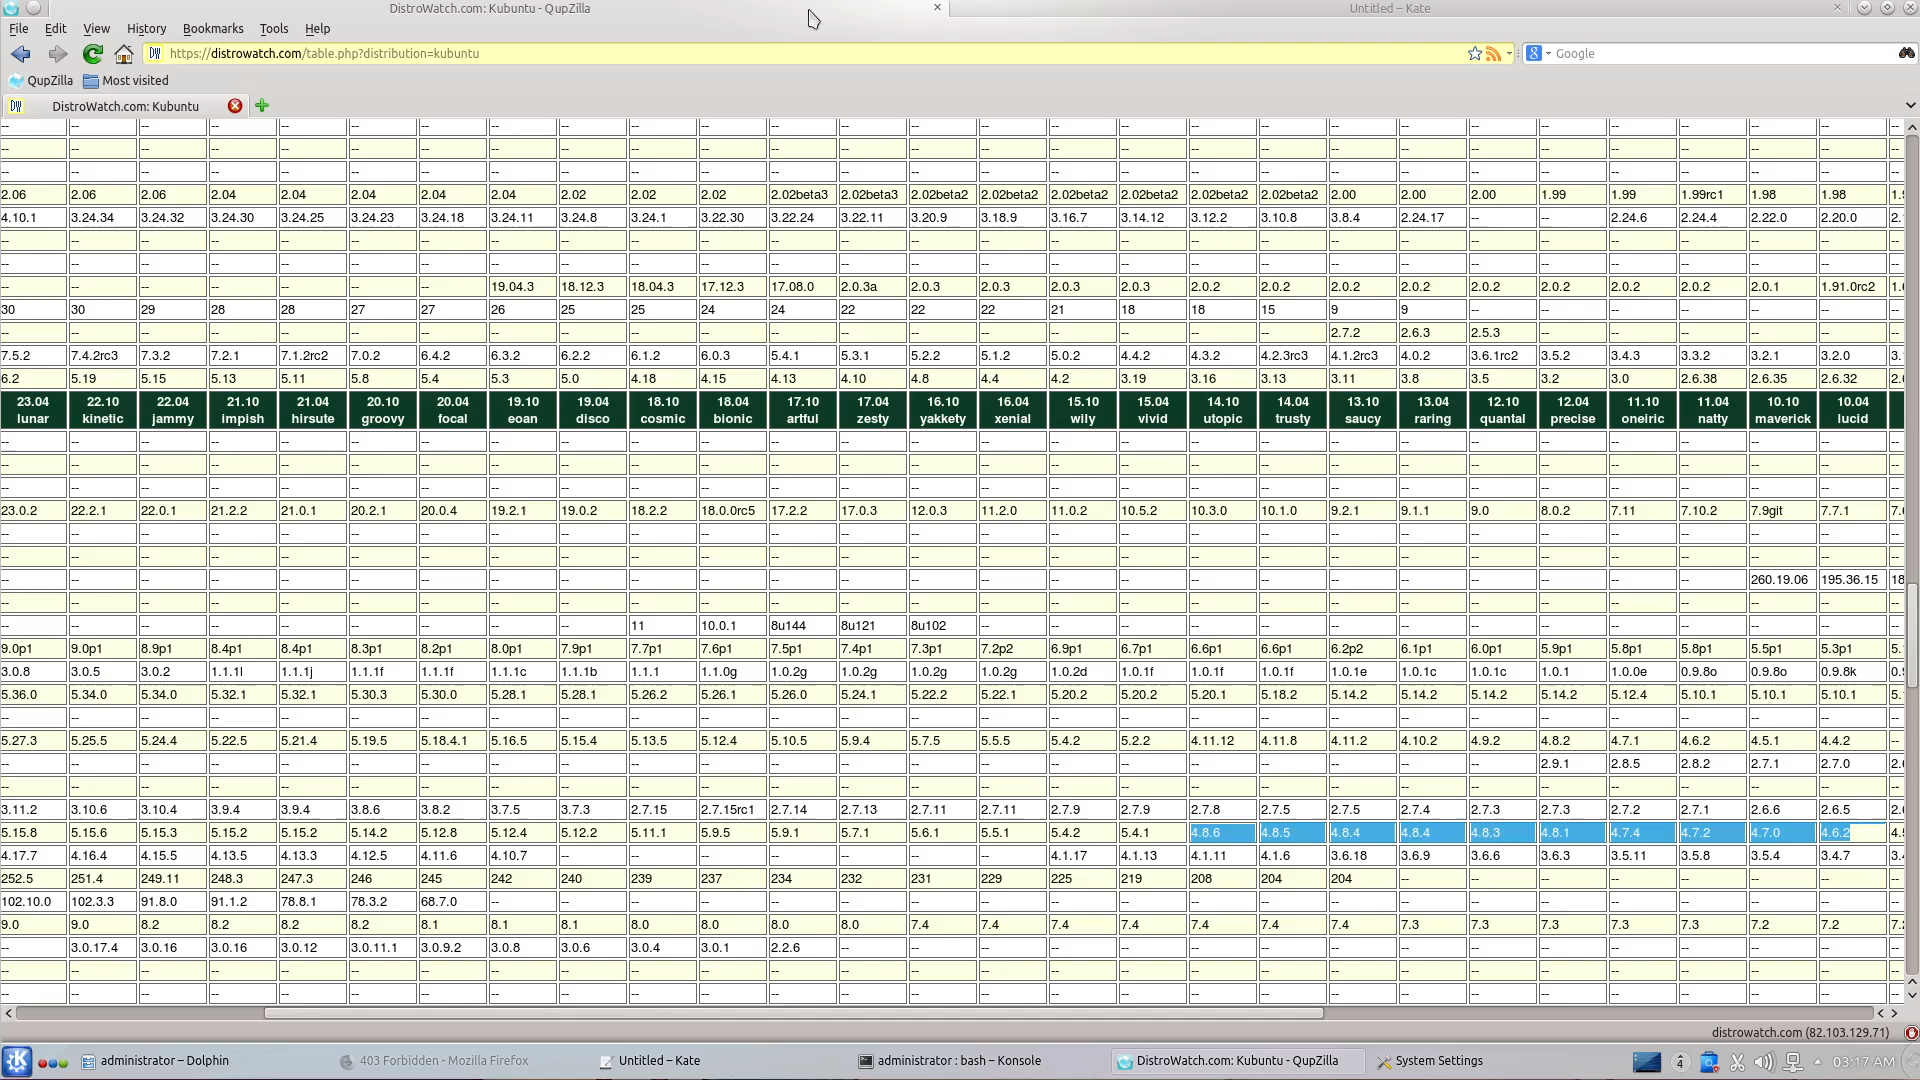 DistroWatch.com: Kubuntu - QupZilla
Untitled – Kate
File Edit View History Bookmarks Tools Help
https://distrowatch.com/table.php?distribution=kubuntu
Google
QupZilla Most visited
DistroWatch.com: Kubuntu
-- -- -- -- -- -- -- -- -- -- -- -- -- -- -- -- -- -- -- -- -- -- -- -- -- -- -- --
-- -- -- -- -- -- -- -- -- -- -- -- -- -- -- -- -- -- -- -- -- -- -- -- -- -- -- --
-- -- -- -- -- -- -- -- -- -- -- -- -- -- -- -- -- -- -- -- -- -- -- -- -- -- -- --
2.06 2.06 2.06 2.04 2.04 2.04 2.04 2.04 2.02 2.02 2.02 2.02beta3 2.02beta3 2.02beta2 2.02beta2 2.02beta2 2.02beta2 2.02beta2 2.02beta2 2.00 2.00 2.00 1.99 1.99 1.99rc1 1.98 1.98 1.9
4.10.1 3.24.34 3.24.32 3.24.30 3.24.25 3.24.23 3.24.18 3.24.11 3.24.8 3.24.1 3.22.30 3.22.24 3.22.11 3.20.9 3.18.9 3.16.7 3.14.12 3.12.2 3.10.8 3.8.4 2.24.17 -- -- 2.24.6 2.24.4 2.22.0 2.20.0 2.
-- -- -- -- -- -- -- -- -- -- -- -- -- -- -- -- -- -- -- -- -- -- -- -- -- -- -- --
-- -- -- -- -- -- -- -- -- -- -- -- -- -- -- -- -- -- -- -- -- -- -- -- -- -- -- --
-- -- -- -- -- -- -- 19.04.3 18.12.3 18.04.3 17.12.3 17.08.0 2.0.3a 2.0.3 2.0.3 2.0.3 2.0.3 2.0.2 2.0.2 2.0.2 2.0.2 2.0.2 2.0.2 2.0.2 2.0.2 2.0.1 1.91.0rc2 1.
30 30 29 28 28 27 27 26 25 25 24 24 22 22 22 21 18 18 15 9 9 -- -- -- -- -- -- --
-- -- -- -- -- -- -- -- -- -- -- -- -- -- -- -- -- -- -- 2.7.2 2.6.3 2.5.3 -- -- -- -- -- --
7.5.2 7.4.2rc3 7.3.2 7.2.1 7.1.2rc2 7.0.2 6.4.2 6.3.2 6.2.2 6.1.2 6.0.3 5.4.1 5.3.1 5.2.2 5.1.2 5.0.2 4.4.2 4.3.2 4.2.3rc3 4.1.2rc3 4.0.2 3.6.1rc2 3.5.2 3.4.3 3.3.2 3.2.1 3.2.0 3.
6.2 5.19 5.15 5.13 5.11 5.8 5.4 5.3 5.0 4.18 4.15 4.13 4.10 4.8 4.4 4.2 3.19 3.16 3.13 3.11 3.8 3.5 3.2 3.0 2.6.38 2.6.35 2.6.32 2.6
23.04 22.10 22.04 21.10 21.04 20.10 20.04 19.10 19.04 18.10 18.04 17.10 17.04 16.10 16.04 15.10 15.04 14.10 14.04 13.10 13.04 12.10 12.04 11.10 11.04 10.10 10.04
lunar kinetic jammy impish hirsute groovy focal eoan disco cosmic bionic artful zesty yakkety xenial wily vivid utopic trusty saucy raring quantal precise oneiric natty maverick lucid
-- -- -- -- -- -- -- -- -- -- -- -- -- -- -- -- -- -- -- -- -- -- -- -- -- -- -- --
-- -- -- -- -- -- -- -- -- -- -- -- -- -- -- -- -- -- -- -- -- -- -- -- -- -- -- --
-- -- -- -- -- -- -- -- -- -- -- -- -- -- -- -- -- -- -- -- -- -- -- -- -- -- -- --
23.0.2 22.2.1 22.0.1 21.2.2 21.0.1 20.2.1 20.0.4 19.2.1 19.0.2 18.2.2 18.0.0rc5 17.2.2 17.0.3 12.0.3 11.2.0 11.0.2 10.5.2 10.3.0 10.1.0 9.2.1 9.1.1 9.0 8.0.2 7.11 7.10.2 7.9git 7.7.1 7.
-- -- -- -- -- -- -- -- -- -- -- -- -- -- -- -- -- -- -- -- -- -- -- -- -- -- -- --
-- -- -- -- -- -- -- -- -- -- -- -- -- -- -- -- -- -- -- -- -- -- -- -- -- -- -- --
-- -- -- -- -- -- -- -- -- -- -- -- -- -- -- -- -- -- -- -- -- -- -- -- -- 260.19.06 195.36.15 18
-- -- -- -- -- -- -- -- -- -- -- -- -- -- -- -- -- -- -- -- -- -- -- -- -- -- -- --
-- -- -- -- -- -- -- -- -- 11 10.0.1 8u144 8u121 8u102 -- -- -- -- -- -- -- -- -- -- -- -- -- --
9.0p1 9.0p1 8.9p1 8.4p1 8.4p1 8.3p1 8.2p1 8.0p1 7.9p1 7.7p1 7.6p1 7.5p1 7.4p1 7.3p1 7.2p2 6.9p1 6.7p1 6.6p1 6.6p1 6.2p2 6.1p1 6.0p1 5.9p1 5.8p1 5.8p1 5.5p1 5.3p1 5.
3.0.8 3.0.5 3.0.2 1.1.1l 1.1.1j 1.1.1f 1.1.1f 1.1.1c 1.1.1b 1.1.1 1.1.0g 1.0.2g 1.0.2g 1.0.2g 1.0.2g 1.0.2d 1.0.1f 1.0.1f 1.0.1f 1.0.1e 1.0.1c 1.0.1c 1.0.1 1.0.0e 0.9.8o 0.9.8o 0.9.8k 0.9
5.36.0 5.34.0 5.34.0 5.32.1 5.32.1 5.30.3 5.30.0 5.28.1 5.28.1 5.26.2 5.26.1 5.26.0 5.24.1 5.22.2 5.22.1 5.20.2 5.20.2 5.20.1 5.18.2 5.14.2 5.14.2 5.14.2 5.14.2 5.12.4 5.10.1 5.10.1 5.10.1 5.
-- -- -- -- -- -- -- -- -- -- -- -- -- -- -- -- -- -- -- -- -- -- -- -- -- -- -- --
5.27.3 5.25.5 5.24.4 5.22.5 5.21.4 5.19.5 5.18.4.1 5.16.5 5.15.4 5.13.5 5.12.4 5.10.5 5.9.4 5.7.5 5.5.5 5.4.2 5.2.2 4.11.12 4.11.8 4.11.2 4.10.2 4.9.2 4.8.2 4.7.1 4.6.2 4.5.1 4.4.2 --
-- -- -- -- -- -- -- -- -- -- -- -- -- -- -- -- -- -- -- -- -- -- 2.9.1 2.8.5 2.8.2 2.7.1 2.7.0 2.6
-- -- -- -- -- -- -- -- -- -- -- -- -- -- -- -- -- -- -- -- -- -- -- -- -- -- -- --
3.11.2 3.10.6 3.10.4 3.9.4 3.9.4 3.8.6 3.8.2 3.7.5 3.7.3 2.7.15 2.7.15rc1 2.7.14 2.7.13 2.7.11 2.7.11 2.7.9 2.7.9 2.7.8 2.7.5 2.7.5 2.7.4 2.7.3 2.7.3 2.7.2 2.7.1 2.6.6 2.6.5 2.6
5.15.8 5.15.6 5.15.3 5.15.2 5.15.2 5.14.2 5.12.8 5.12.4 5.12.2 5.11.1 5.9.5 5.9.1 5.7.1 5.6.1 5.5.1 5.4.2 5.4.1 4.8.6 4.8.5 4.8.4 4.8.4 4.8.3 4.8.1 4.7.4 4.7.2 4.7.0 4.6.2 4.5
4.17.7 4.16.4 4.15.5 4.13.5 4.13.3 4.12.5 4.11.6 4.10.7 -- -- -- -- -- -- -- 4.1.17 4.1.13 4.1.11 4.1.6 3.6.18 3.6.9 3.6.6 3.6.3 3.5.11 3.5.8 3.5.4 3.4.7 3.4
252.5 251.4 249.11 248.3 247.3 246 245 242 240 239 237 234 232 231 229 225 219 208 204 204 -- -- -- -- -- -- -- --
102.10.0 102.3.3 91.8.0 91.1.2 78.8.1 78.3.2 68.7.0 -- -- -- -- -- -- -- -- -- -- -- -- -- -- -- -- -- -- -- -- --
9.0 9.0 8.2 8.2 8.2 8.2 8.1 8.1 8.1 8.0 8.0 8.0 8.0 7.4 7.4 7.4 7.4 7.4 7.4 7.4 7.3 7.3 7.3 7.3 7.3 7.2 7.2 7.2
-- 3.0.17.4 3.0.16 3.0.16 3.0.12 3.0.11.1 3.0.9.2 3.0.8 3.0.6 3.0.4 3.0.1 2.2.6 -- -- -- -- -- -- -- -- -- -- -- -- -- -- -- --
-- -- -- -- -- -- -- -- -- -- -- -- -- -- -- -- -- -- -- -- -- -- -- -- -- -- -- --
-- -- -- -- -- -- -- -- -- -- -- -- -- -- -- -- -- -- -- -- -- -- -- -- -- -- -- --
distrowatch.com (82.103.129.71)
administrator – Dolphin 403 Forbidden - Mozilla Firefox Untitled – Kate administrator : bash – Konsole DistroWatch.com: Kubuntu - QupZilla System Settings 4 03:17 AM